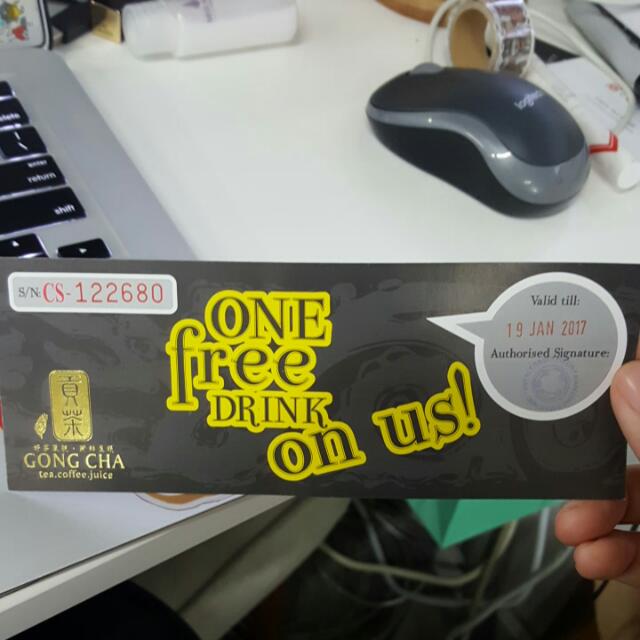 delete
enter
return
shift
logitech
S/N: CS-122680
ONE
free
DRINK
on us!
Valid till:
19 JAN 2017
Authorised Signature:
貢茶
GONG CHA
tea.coffee.juice